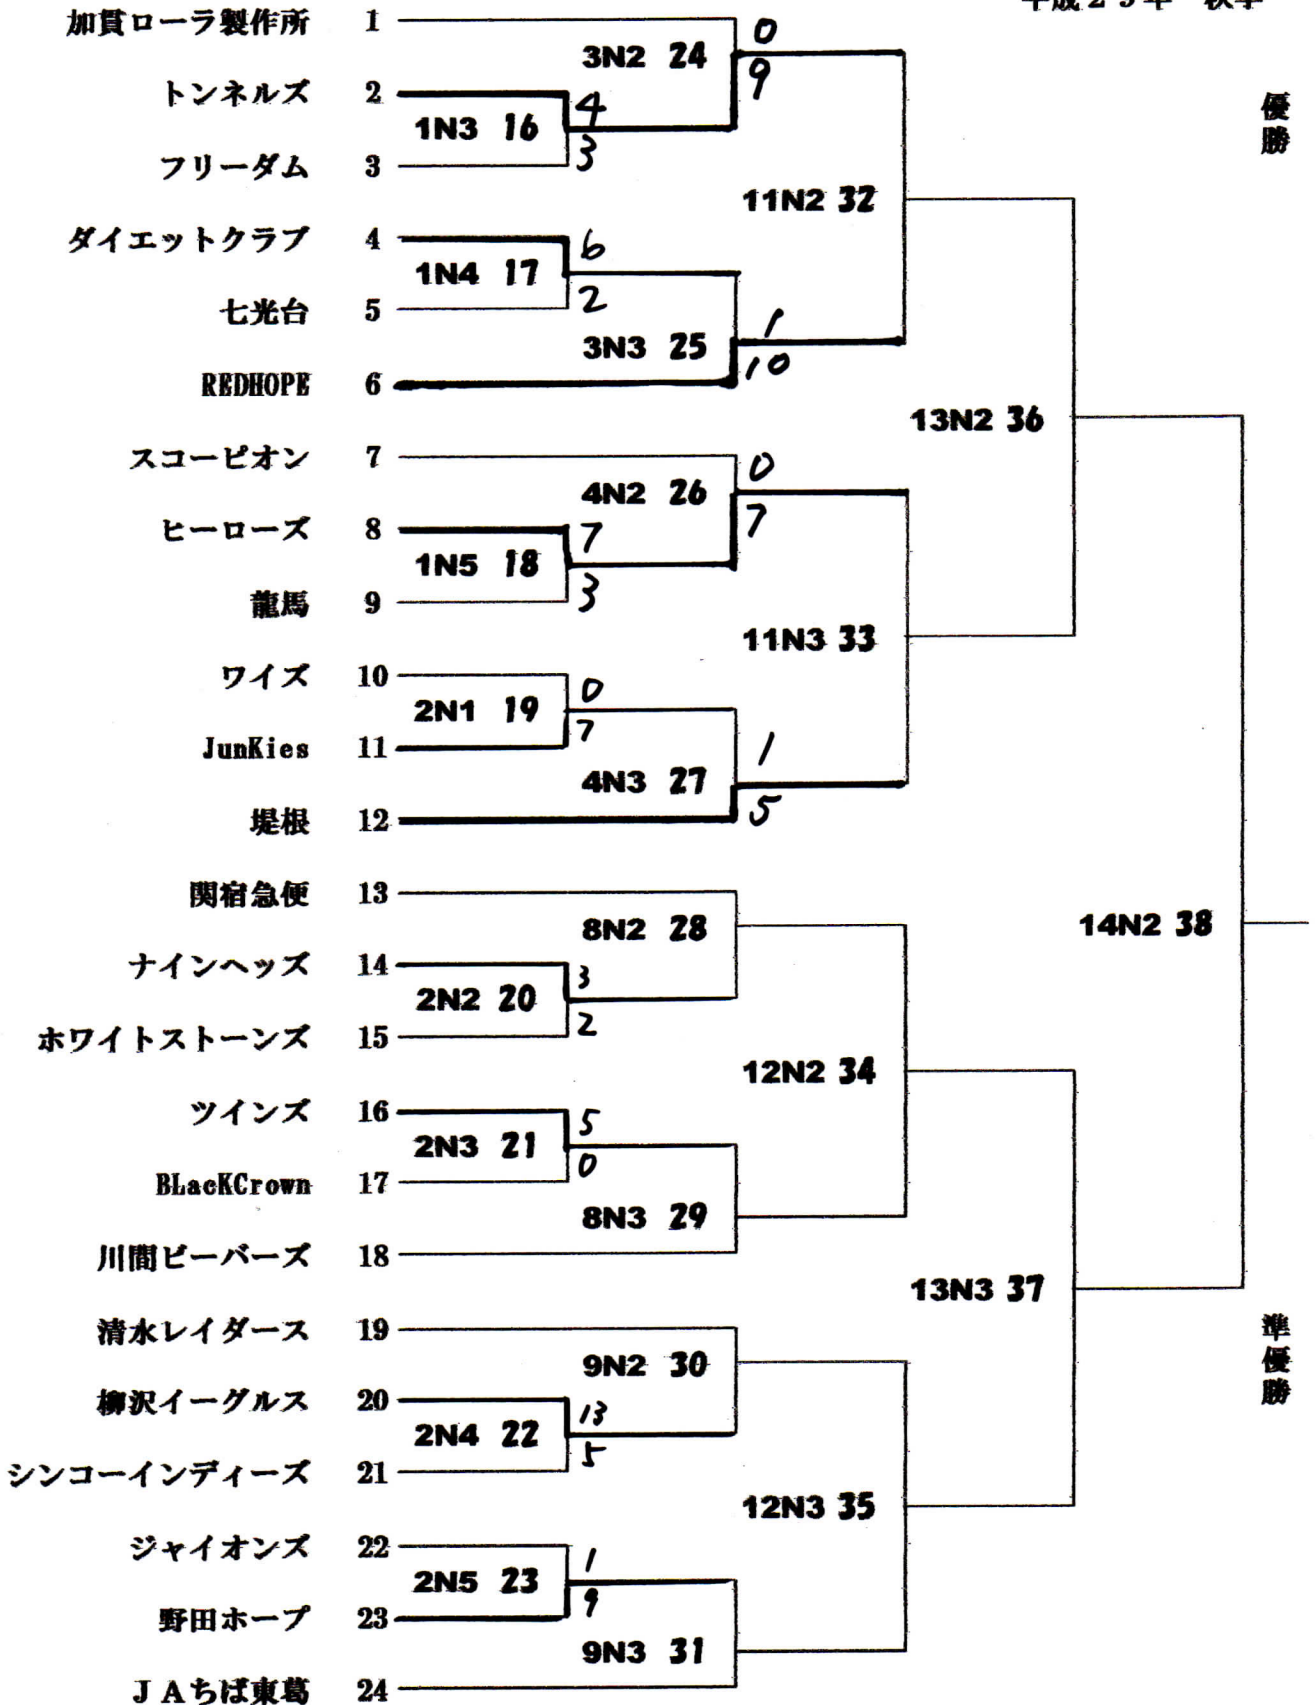 加貫ローラ製作所 1
0
3N2 24
9
トンネルズ 2
4
1N3 16
3
フリーダム 3
優勝
11N2 32
ダイエットクラブ 4
6
1N4 17
2
七光台 5
1
3N3 25
10
REDHOPE 6
13N2 36
スコーピオン 7
0
4N2 26
7
ヒーローズ 8
7
1N5 18
3
龍馬 9
11N3 33
ワイズ 10
0
2N1 19
7
JunKies 11
1
4N3 27
5
堤根 12
関宿急便 13
8N2 28
14N2 38
ナインヘッズ 14
3
2N2 20
2
ホワイトストーンズ 15
12N2 34
ツインズ 16
5
2N3 21
0
BLacKCrown 17
8N3 29
川間ビーバーズ 18
13N3 37
清水レイダース 19
準優勝
9N2 30
柳沢イーグルス 20
13
2N4 22
5
シンコーインディーズ 21
12N3 35
ジャイオンズ 22
1
2N5 23
9
野田ホープ 23
9N3 31
JAちば東葛 24